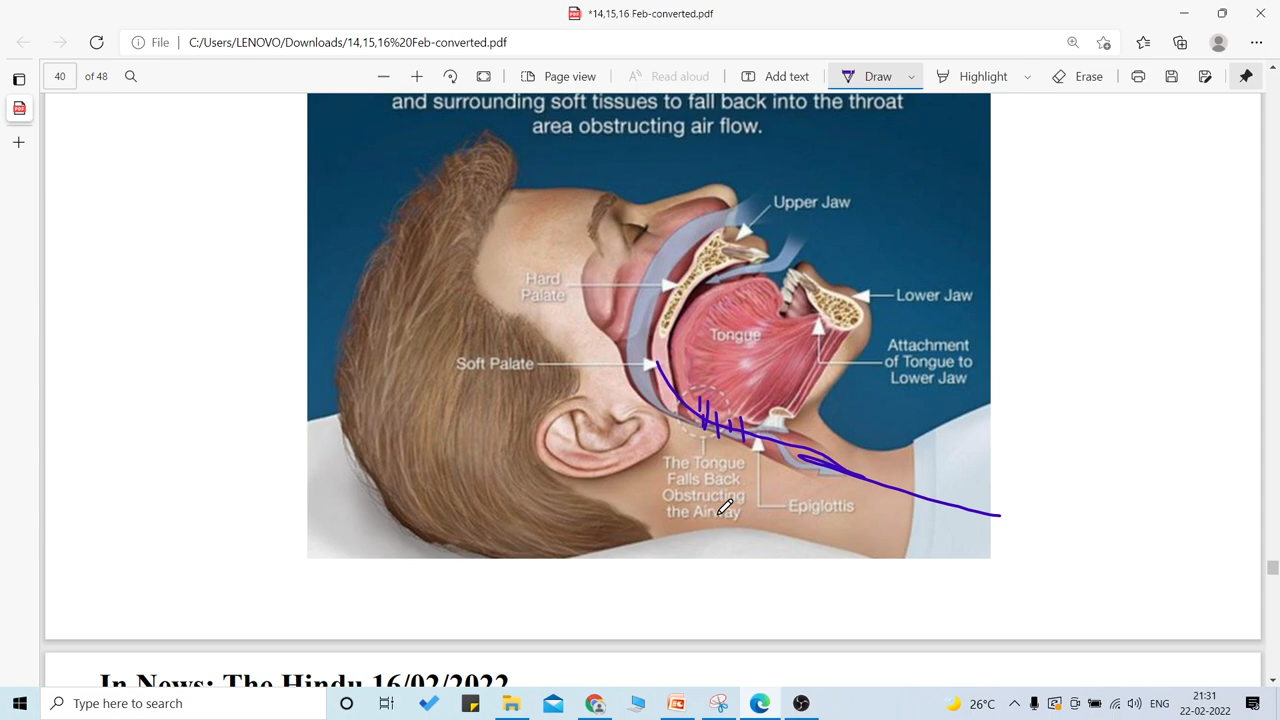 *14,15,16 Feb-converted.pdf
File
C:/Users/LENOVO/Downloads/14,15,16%20Feb-converted.pdf
40 of 48
Page view
Read aloud
Add text
Draw
Highlight
Erase
and surrounding soft tissues to fall back into the throat
area obstructing air flow.
Upper Jaw
Hard
Palate
Lower Jaw
Tongue
Soft Palate
Attachment
of Tongue to
Lower Jaw
The Tongue
Falls Back
Obstructing
the Airway
Epiglottis
In News: The Hindu 16/02/2022
Type here to search
26°C
ENG
21:31
22-02-2022